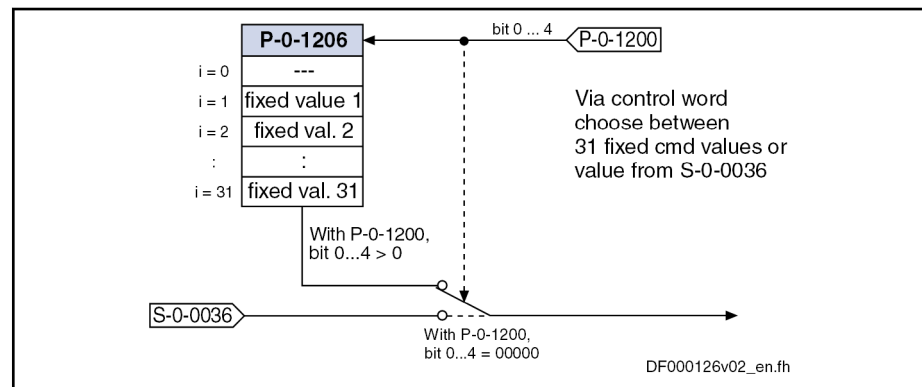 bit 0 ... 4
P-0-1206
P-0-1200
i = 0
---
i = 1
fixed value 1
i = 2
fixed val. 2
:
:
i = 31
fixed val. 31
Via control word
choose between
31 fixed cmd values or
value from S-0-0036
With P-0-1200,
bit 0...4 > 0
S-0-0036
With P-0-1200,
bit 0...4 = 00000
DF000126v02_en.fh